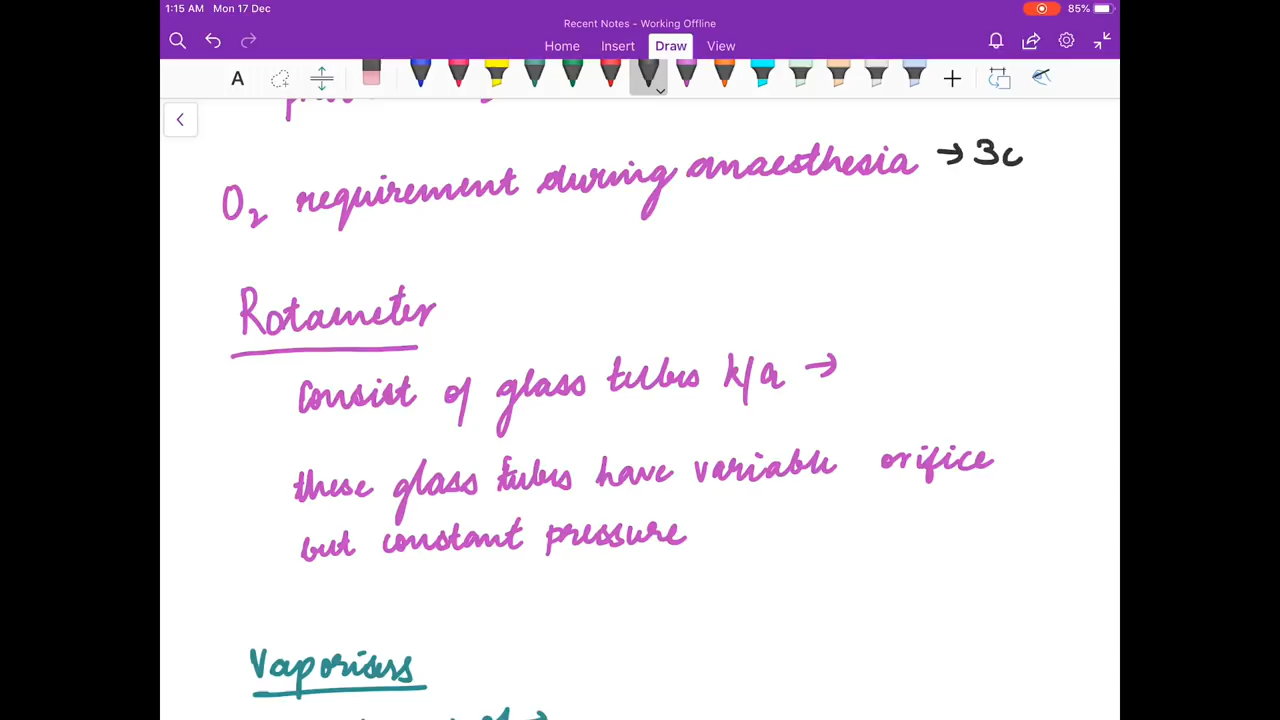 1:15 AM Mon 17 Dec
85%
Recent Notes - Working Offline
Home Insert Draw View
A
O2 requirement during anaesthesia → 30
Rotameter
Consist of glass tubes k/a →
these glass tubes have variable orifice
but constant pressure
Vaporisers